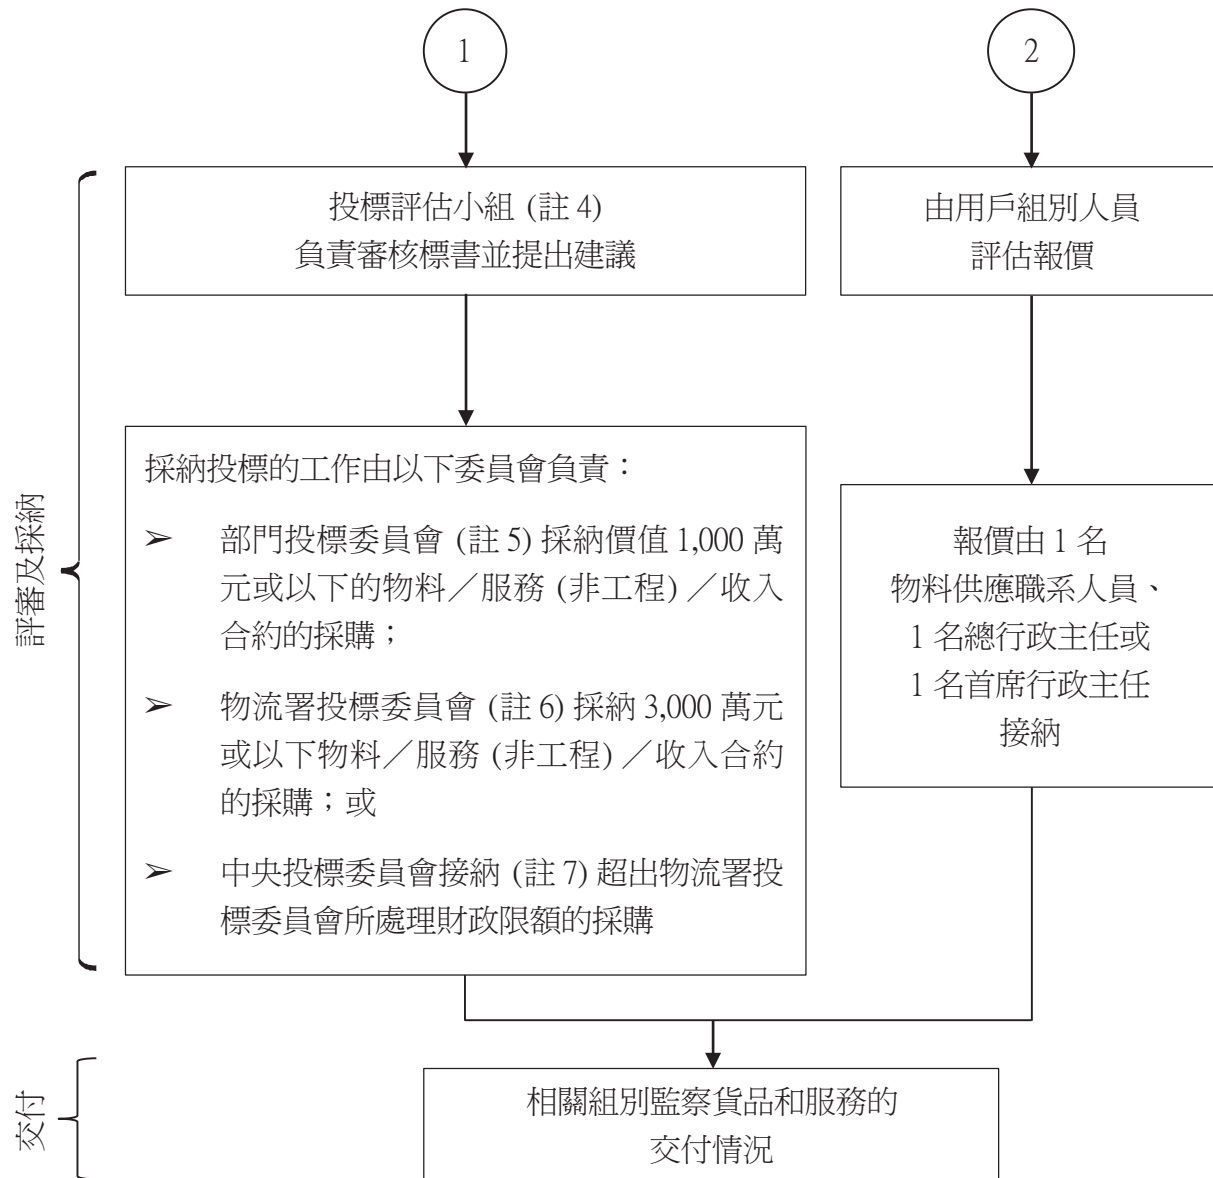 1
2
評審及採納
投標評估小組 (註 4)
負責審核標書並提出建議
由用戶組別人員
評估報價
採納投標的工作由以下委員會負責：
➢ 部門投標委員會 (註 5) 採納價值 1,000 萬
元或以下的物料／服務 (非工程) ／收入
合約的採購；
➢ 物流署投標委員會 (註 6) 採納 3,000 萬元
或以下物料／服務 (非工程) ／收入合約
的採購；或
➢ 中央投標委員會接納 (註 7) 超出物流署投
標委員會所處理財政限額的採購
報價由 1 名
物料供應職系人員、
1 名總行政主任或
1 名首席行政主任
接納
交付
相關組別監察貨品和服務的
交付情況